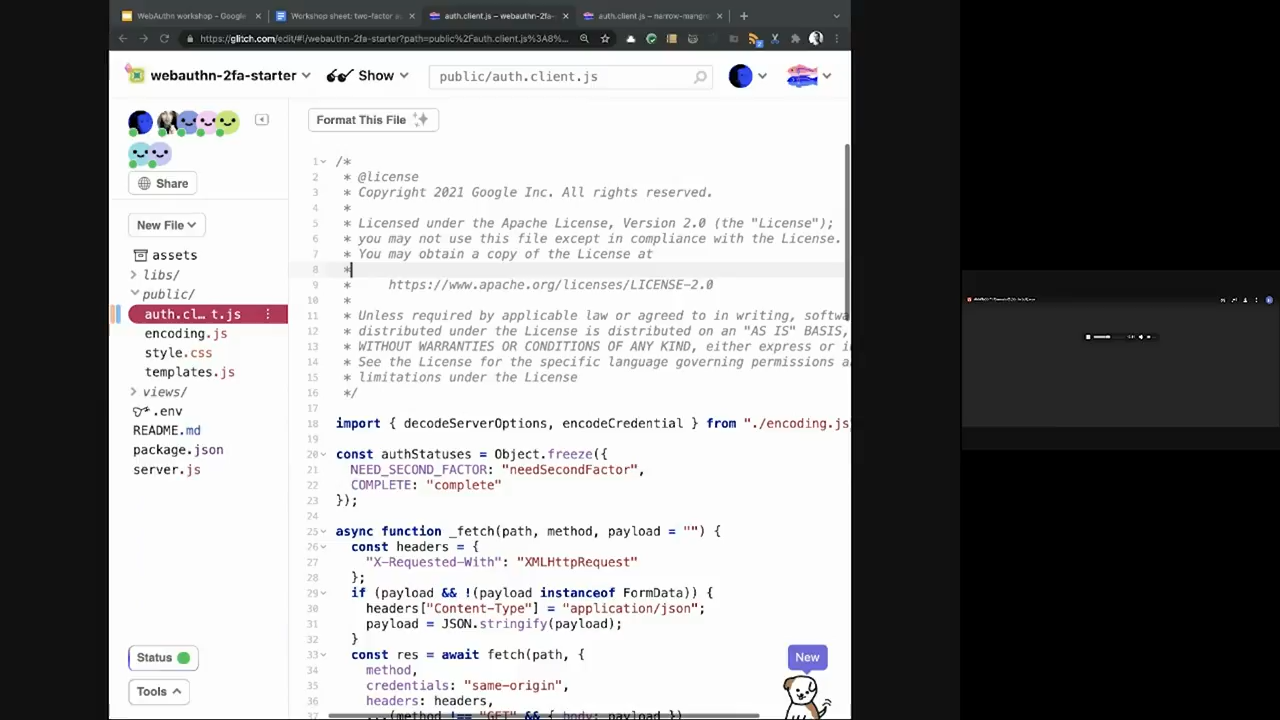 WebAuthn workshop – Google
Workshop sheet: two-factor au
auth.client.js – webauthn-2fa-
auth.client.js – narrow-mangro
https://glitch.com/edit/#!/webauthn-2fa-starter?path=public%2Fauth.client.js%3A8%...
webauthn-2fa-starter
Show
public/auth.client.js
Share
New File
assets
libs/
public/
auth.cl… t.js
encoding.js
style.css
templates.js
views/
.env
README.md
package.json
server.js
Status
Tools
Format This File
1 /*
2 * @license
3 * Copyright 2021 Google Inc. All rights reserved.
4 *
5 * Licensed under the Apache License, Version 2.0 (the "License");
6 * you may not use this file except in compliance with the License.
7 * You may obtain a copy of the License at
8 *
9 * https://www.apache.org/licenses/LICENSE-2.0
10 *
11 * Unless required by applicable law or agreed to in writing, softwa
12 * distributed under the License is distributed on an "AS IS" BASIS,
13 * WITHOUT WARRANTIES OR CONDITIONS OF ANY KIND, either express or i
14 * See the License for the specific language governing permissions a
15 * limitations under the License
16 */
17
18 import { decodeServerOptions, encodeCredential } from "./encoding.js
19
20 const authStatuses = Object.freeze({
21 NEED_SECOND_FACTOR: "needSecondFactor",
22 COMPLETE: "complete"
23 });
24
25 async function _fetch(path, method, payload = "") {
26 const headers = {
27 "X-Requested-With": "XMLHttpRequest"
28 };
29 if (payload && !(payload instanceof FormData)) {
30 headers["Content-Type"] = "application/json";
31 payload = JSON.stringify(payload);
32 }
33 const res = await fetch(path, {
34 method,
35 credentials: "same-origin",
36 headers: headers,
37 ...(method !== "GET" && { body: payload })
New